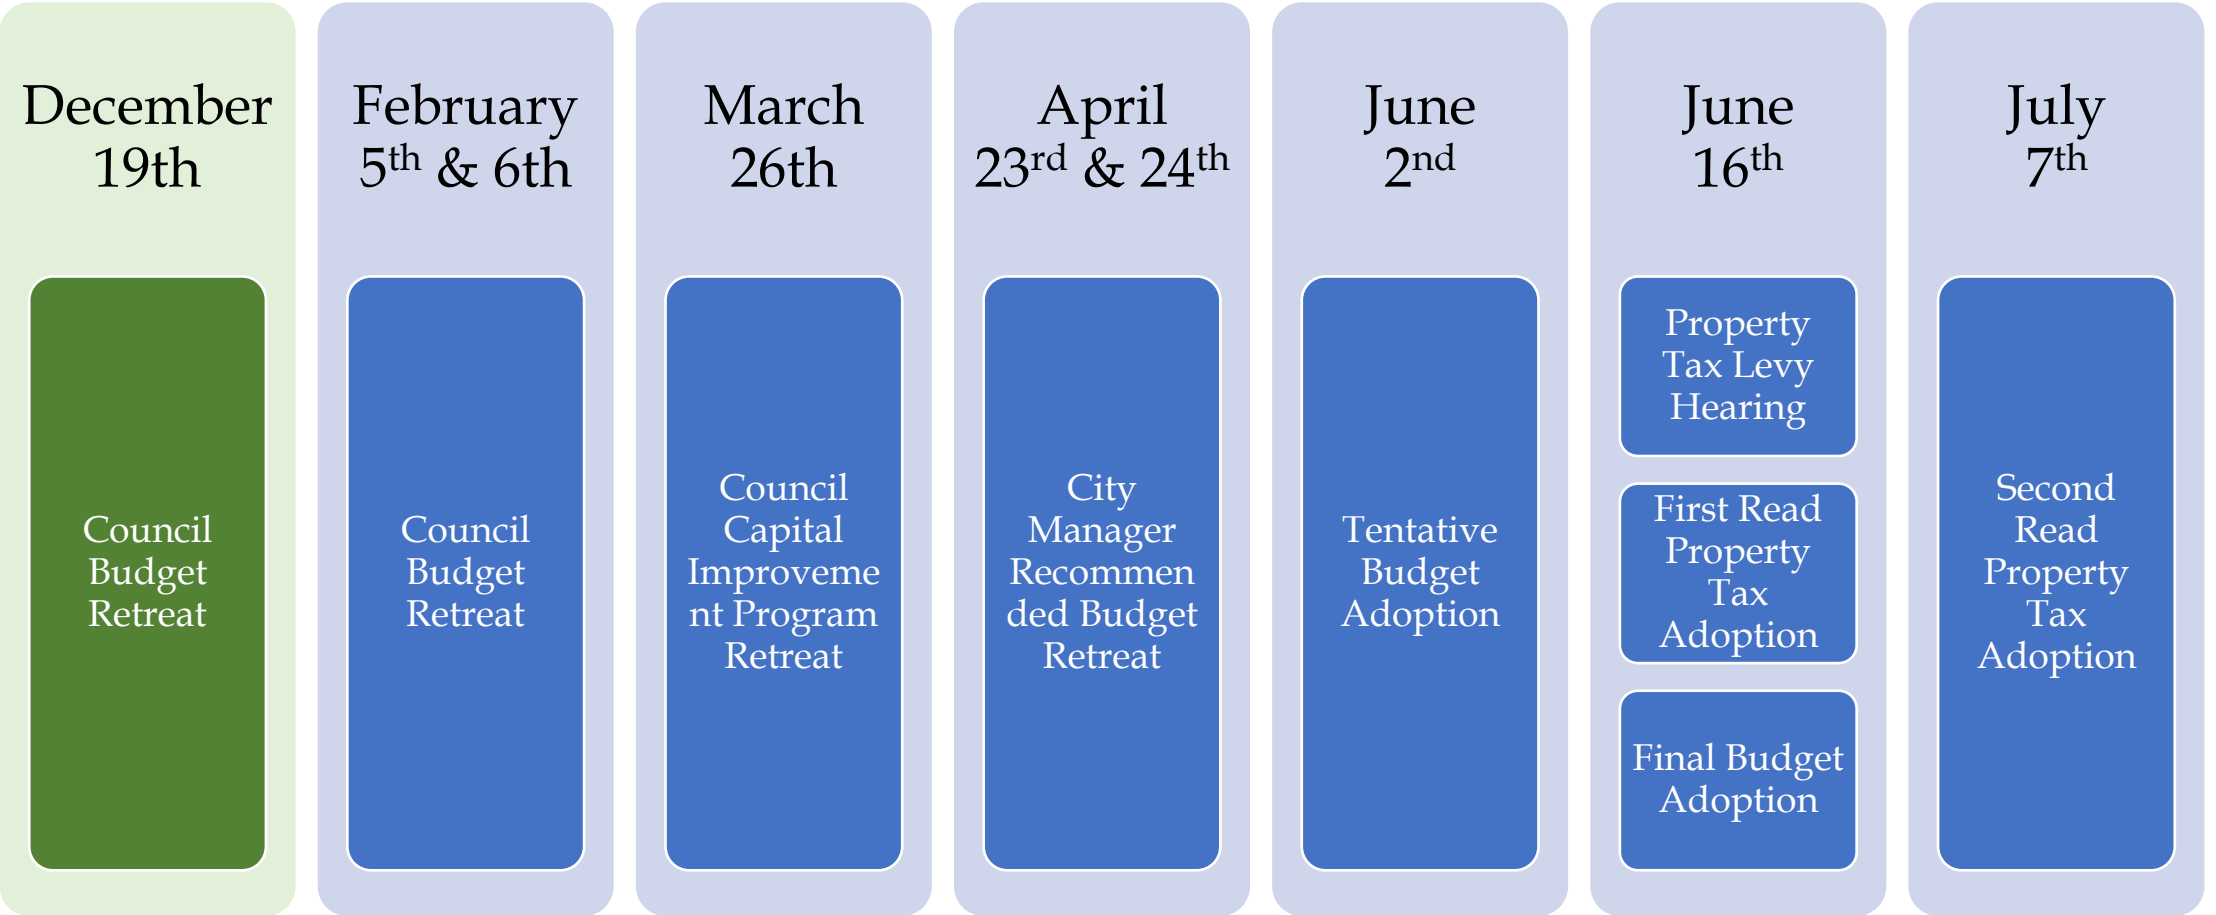 December
19th
Council
Budget
Retreat
February
5th & 6th
Council
Budget
Retreat
March
26th
Council
Capital
Improveme
nt Program
Retreat
April
23rd & 24th
City
Manager
Recommen
ded Budget
Retreat
June
2nd
Tentative
Budget
Adoption
June
16th
Property
Tax Levy
Hearing
First Read
Property
Tax
Adoption
Final Budget
Adoption
July
7th
Second
Read
Property
Tax
Adoption